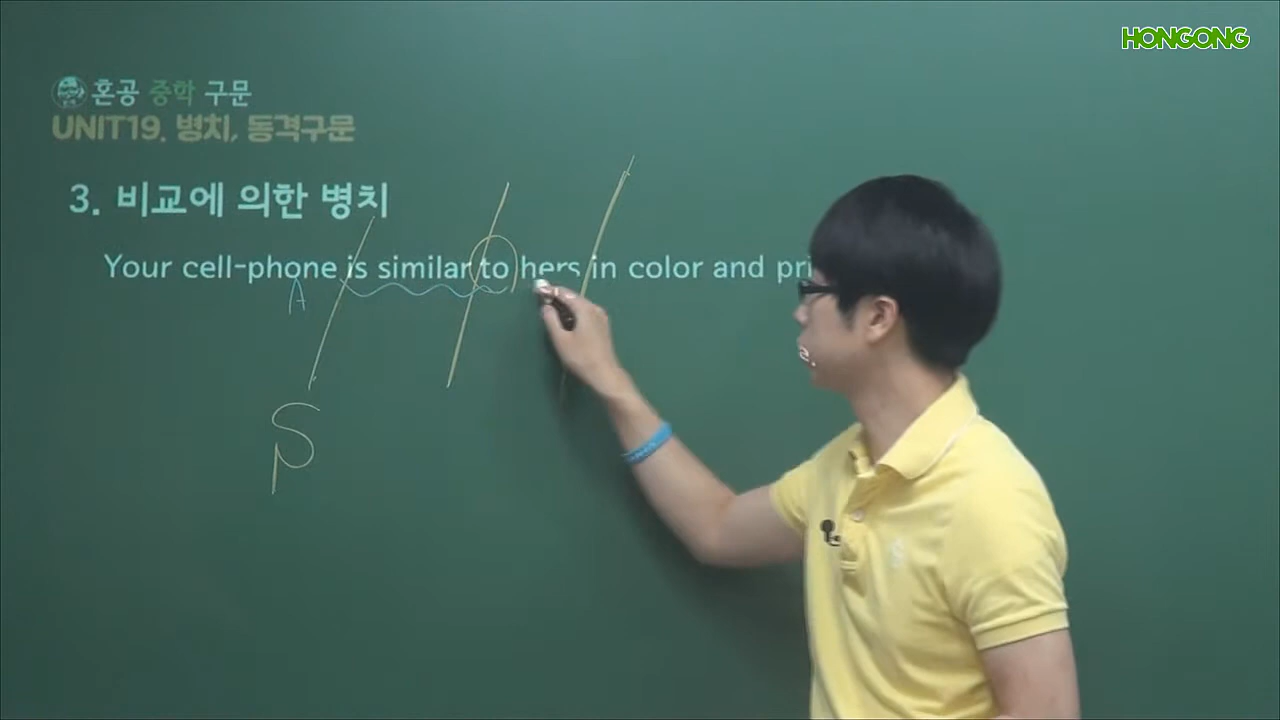 HONGONG
혼공 중학 구문
UNIT19. 병치, 동격구문
3. 비교에 의한 병치
Your cell-phone is similar to hers in color and pri
A